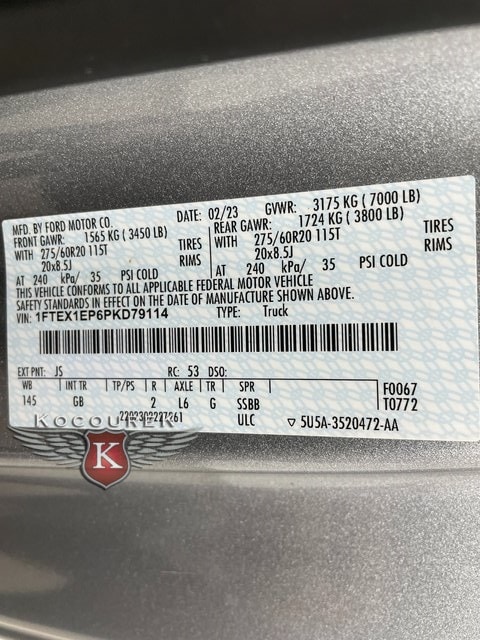 MFD. BY FORD MOTOR CO. DATE: 02/23 GVWR: 3175 KG ( 7000 LB)
FRONT GAWR: 1565 KG ( 3450 LB) REAR GAWR: 1724 KG ( 3800 LB)
WITH 275/60R20 115T TIRES WITH 275/60R20 115T TIRES
20x8.5J RIMS 20x8.5J RIMS
AT 240 kPa/ 35 PSI COLD AT 240 kPa/ 35 PSI COLD
THIS VEHICLE CONFORMS TO ALL APPLICABLE FEDERAL MOTOR VEHICLE
SAFETY STANDARDS IN EFFECT ON THE DATE OF MANUFACTURE SHOWN ABOVE.
VIN: 1FTEX1EP6PKD79114 TYPE: Truck
EXT PNT: JS RC: 53 DSO:
WB INT TR TP/PS R AXLE TR SPR F0067
145 GB 2 L6 G SSBB T0772
ULC ▽ 5U5A-3520472-AA
KOCOUREK
K